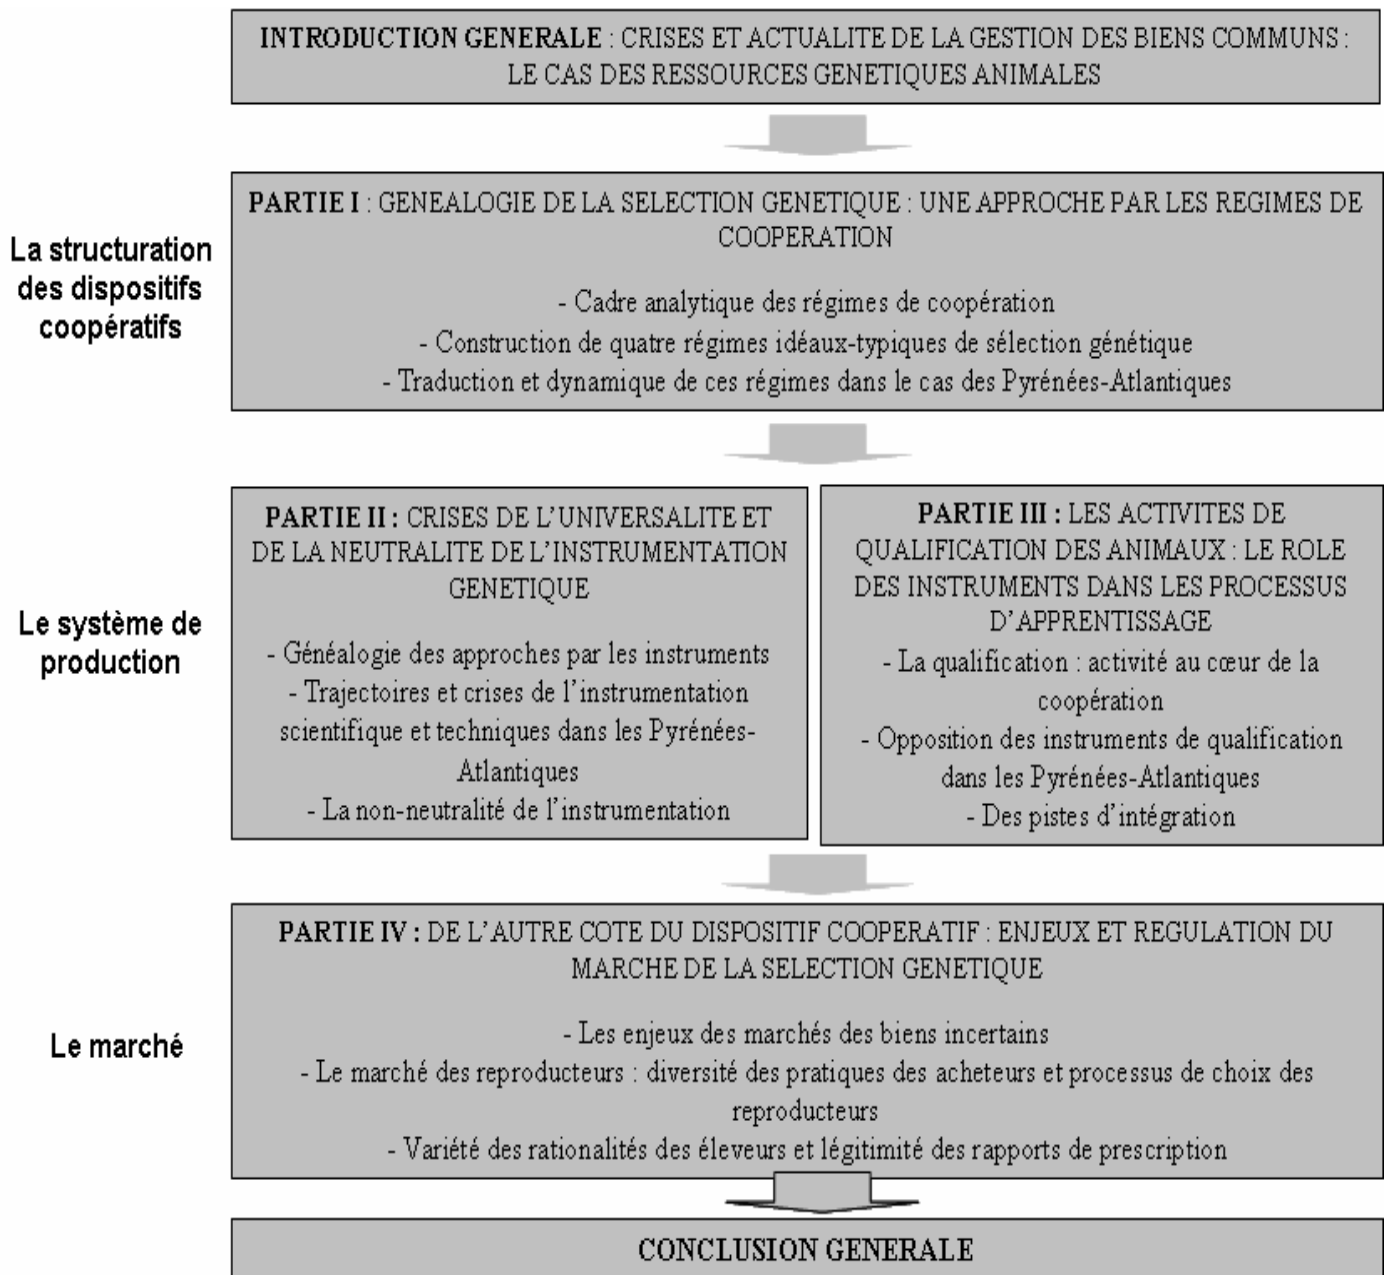 INTRODUCTION GENERALE : CRISES ET ACTUALITE DE LA GESTION DES BIENS COMMUNS :
LE CAS DES RESSOURCES GENETIQUES ANIMALES
La structuration
des dispositifs
coopératifs
PARTIE I : GENEALOGIE DE LA SELECTION GENETIQUE : UNE APPROCHE PAR LES REGIMES DE
COOPERATION
- Cadre analytique des régimes de coopération
- Construction de quatre régimes idéaux-typiques de sélection génétique
- Traduction et dynamique de ces régimes dans le cas des Pyrénées-Atlantiques
Le système de
production
PARTIE II : CRISES DE L'UNIVERSALITE ET
DE LA NEUTRALITE DE L'INSTRUMENTATION
GENETIQUE
- Généalogie des approches par les instruments
- Trajectoires et crises de l'instrumentation
scientifique et techniques dans les Pyrénées-
Atlantiques
- La non-neutralité de l'instrumentation
PARTIE III : LES ACTIVITES DE
QUALIFICATION DES ANIMAUX : LE ROLE
DES INSTRUMENTS DANS LES PROCESSUS
D'APPRENTISSAGE
- La qualification : activité au cœur de la
coopération
- Opposition des instruments de qualification
dans les Pyrénées-Atlantiques
- Des pistes d'intégration
Le marché
PARTIE IV : DE L'AUTRE COTE DU DISPOSITIF COOPERATIF : ENJEUX ET REGULATION DU
MARCHE DE LA SELECTION GENETIQUE
- Les enjeux des marchés des biens incertains
- Le marché des reproducteurs : diversité des pratiques des acheteurs et processus de choix des
reproducteurs
- Variété des rationalités des éleveurs et légitimité des rapports de prescription
CONCLUSION GENERALE